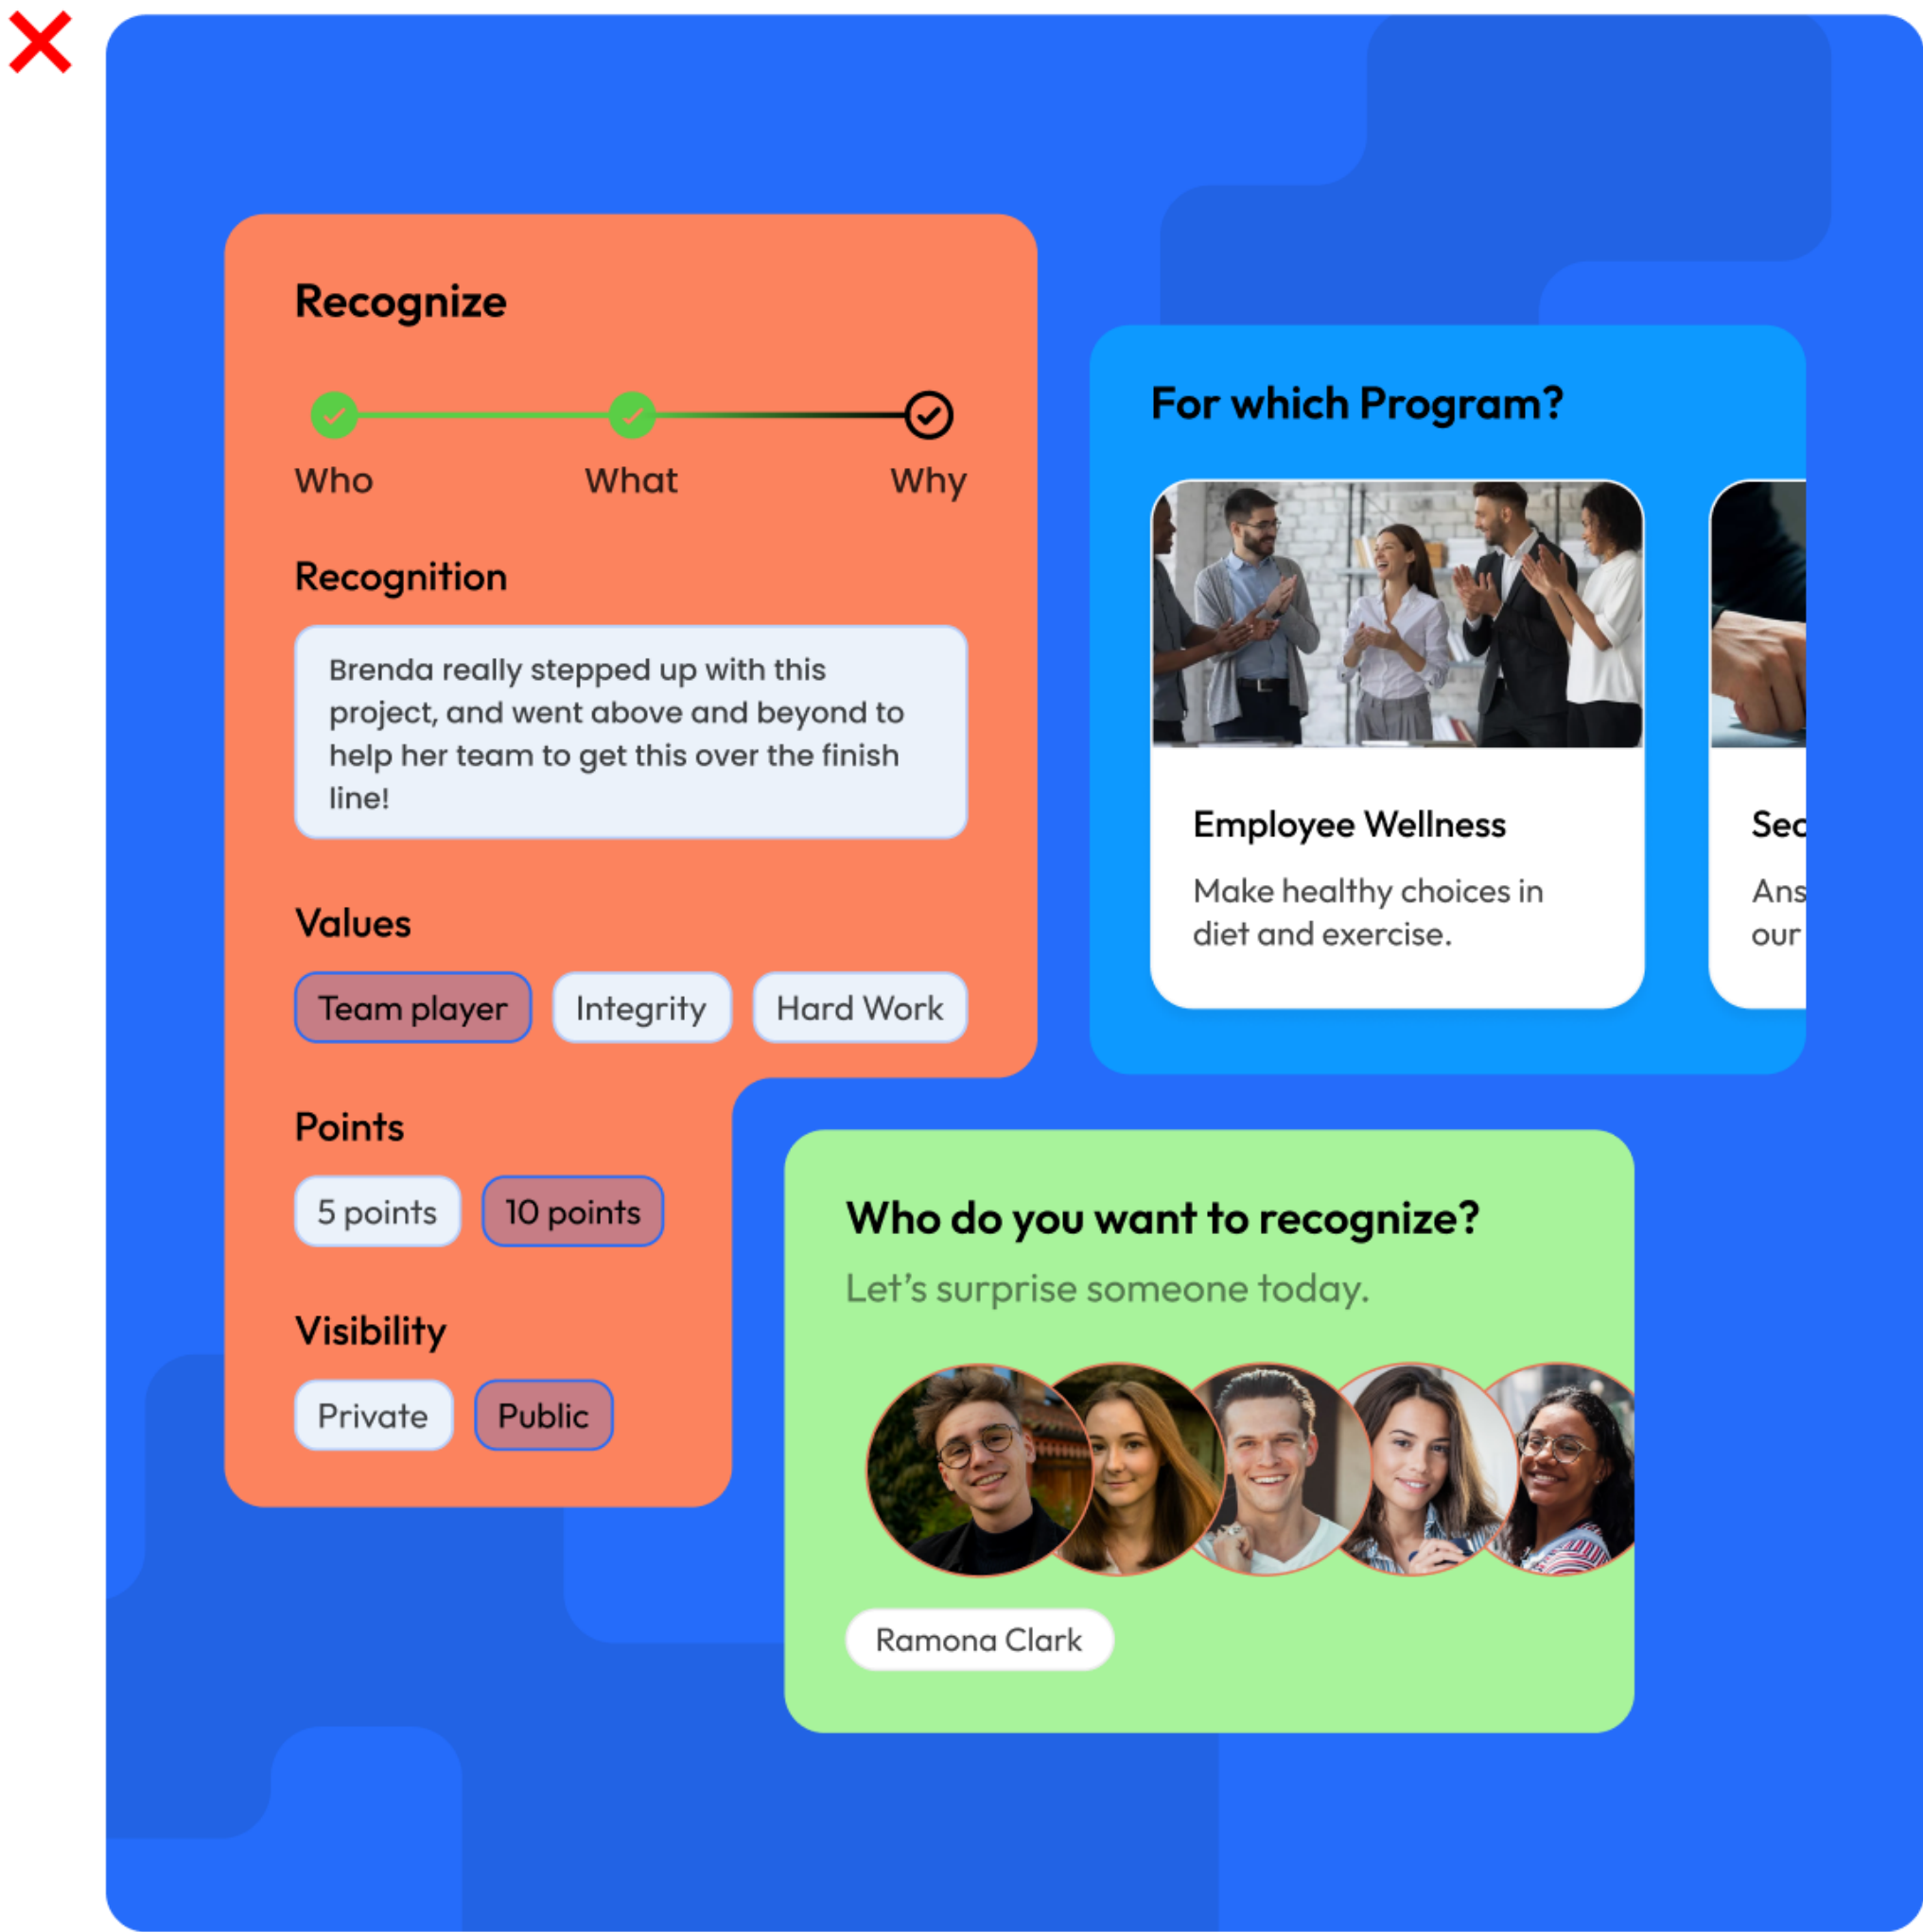 Recognize
Who What Why
Recognition
Brenda really stepped up with this
project, and went above and beyond to
help her team to get this over the finish
line!
Values
Team player Integrity Hard Work
Points
5 points 10 points
Visibility
Private Public
For which Program?
Employee Wellness
Make healthy choices in
diet and exercise.
our
Who do you want to recognize?
Let’s surprise someone today.
Ramona Clark